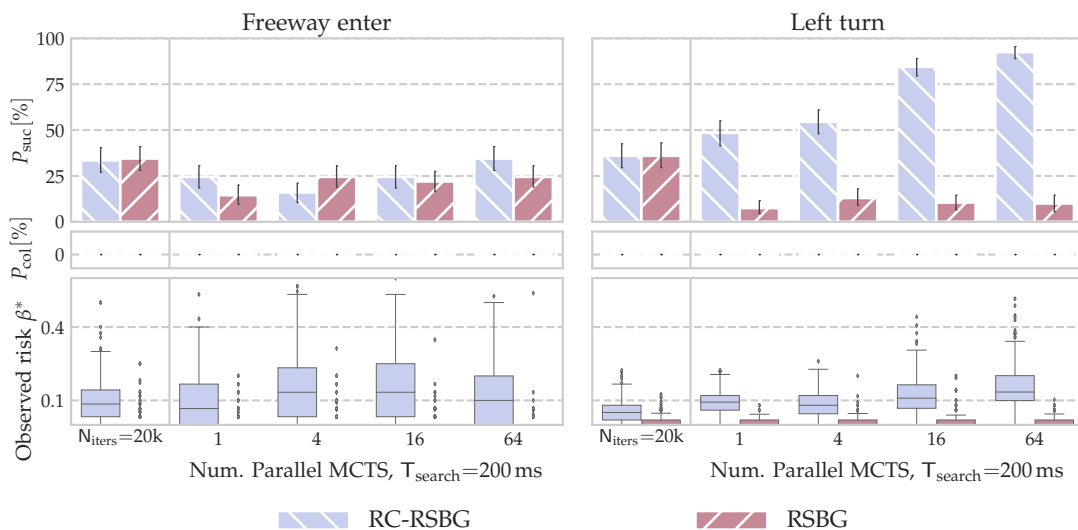 Freeway enter
Left turn
100
75
50
25
0
P_suc[%]
0
P_col[%]
0.4
0.1
Observed risk β*
N_iters=20k 1 4 16 64
N_iters=20k 1 4 16 64
Num. Parallel MCTS, T_search=200 ms
Num. Parallel MCTS, T_search=200 ms
RC-RSBG
RSBG